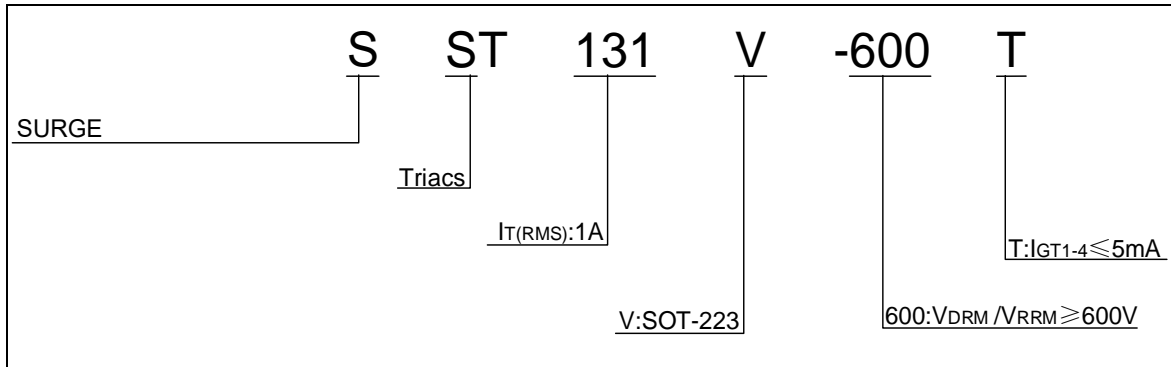 S ST 131 V -600 T
SURGE
Triacs
IT(RMS):1A
T:IGT1-4≤5mA
V:SOT-223
600:VDRM /VRRM≥600V